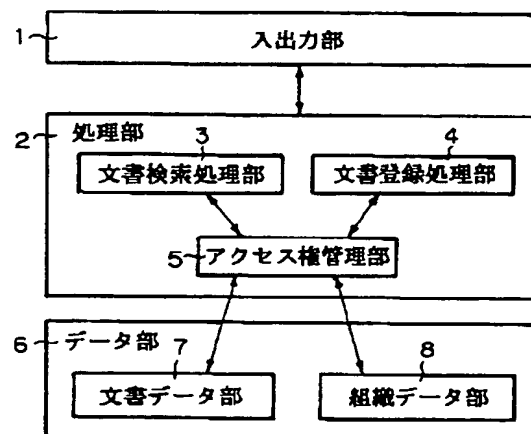 1 入出力部
2 処理部
3 4
文書検索処理部 文書登録処理部
5 アクセス権管理部
6 データ部
7 8
文書データ部 組織データ部